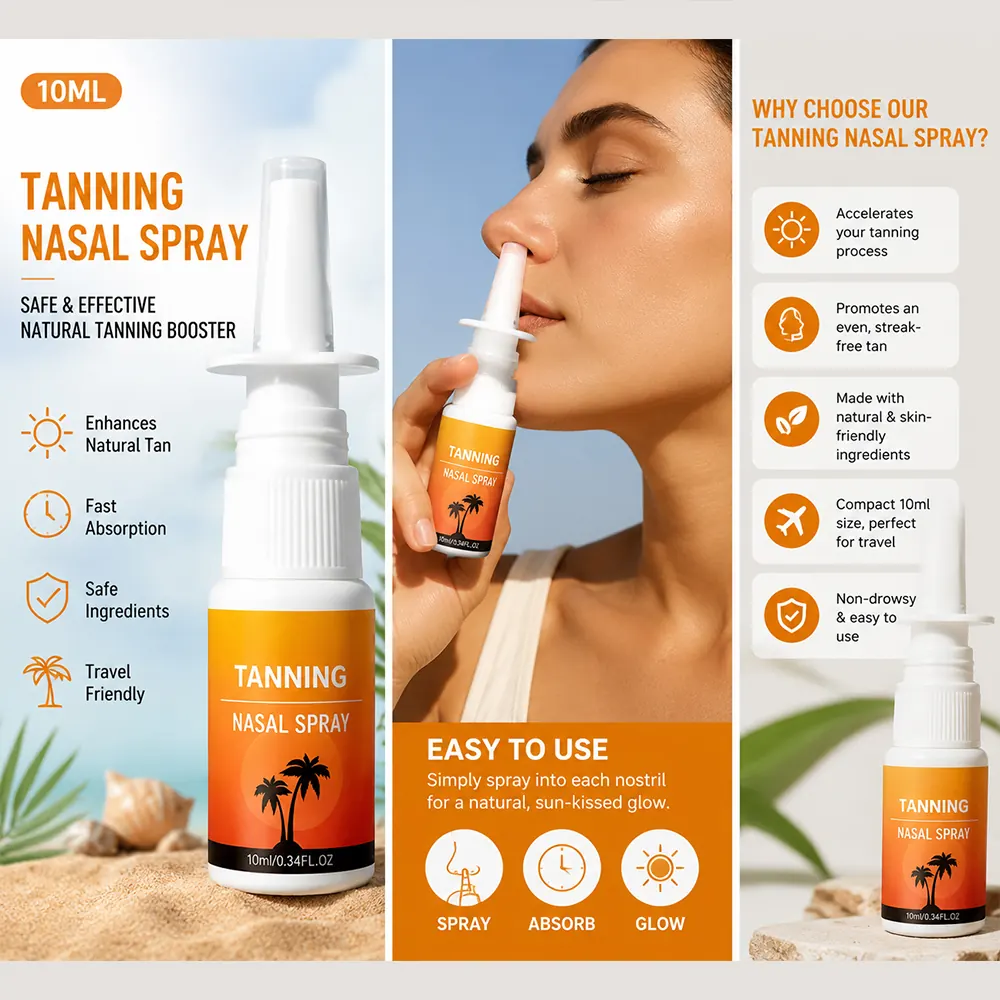 10ML
TANNING
NASAL SPRAY
SAFE & EFFECTIVE
NATURAL TANNING BOOSTER
Enhances
Natural Tan
Fast
Absorption
Safe
Ingredients
Travel
Friendly
TANNING
NASAL SPRAY
10ml/0.34FL.OZ
TANNING
NASAL SPRAY
10ml/0.34FL.OZ
EASY TO USE
Simply spray into each nostril
for a natural, sun-kissed glow.
SPRAY
ABSORB
GLOW
WHY CHOOSE OUR
TANNING NASAL SPRAY?
Accelerates
your tanning
process
Promotes an
even, streak-
free tan
Made with
natural & skin-
friendly
ingredients
Compact 10ml
size, perfect
for travel
Non-drowsy
& easy to
use
TANNING
NASAL SPRAY
10ml/0.34FL.OZ